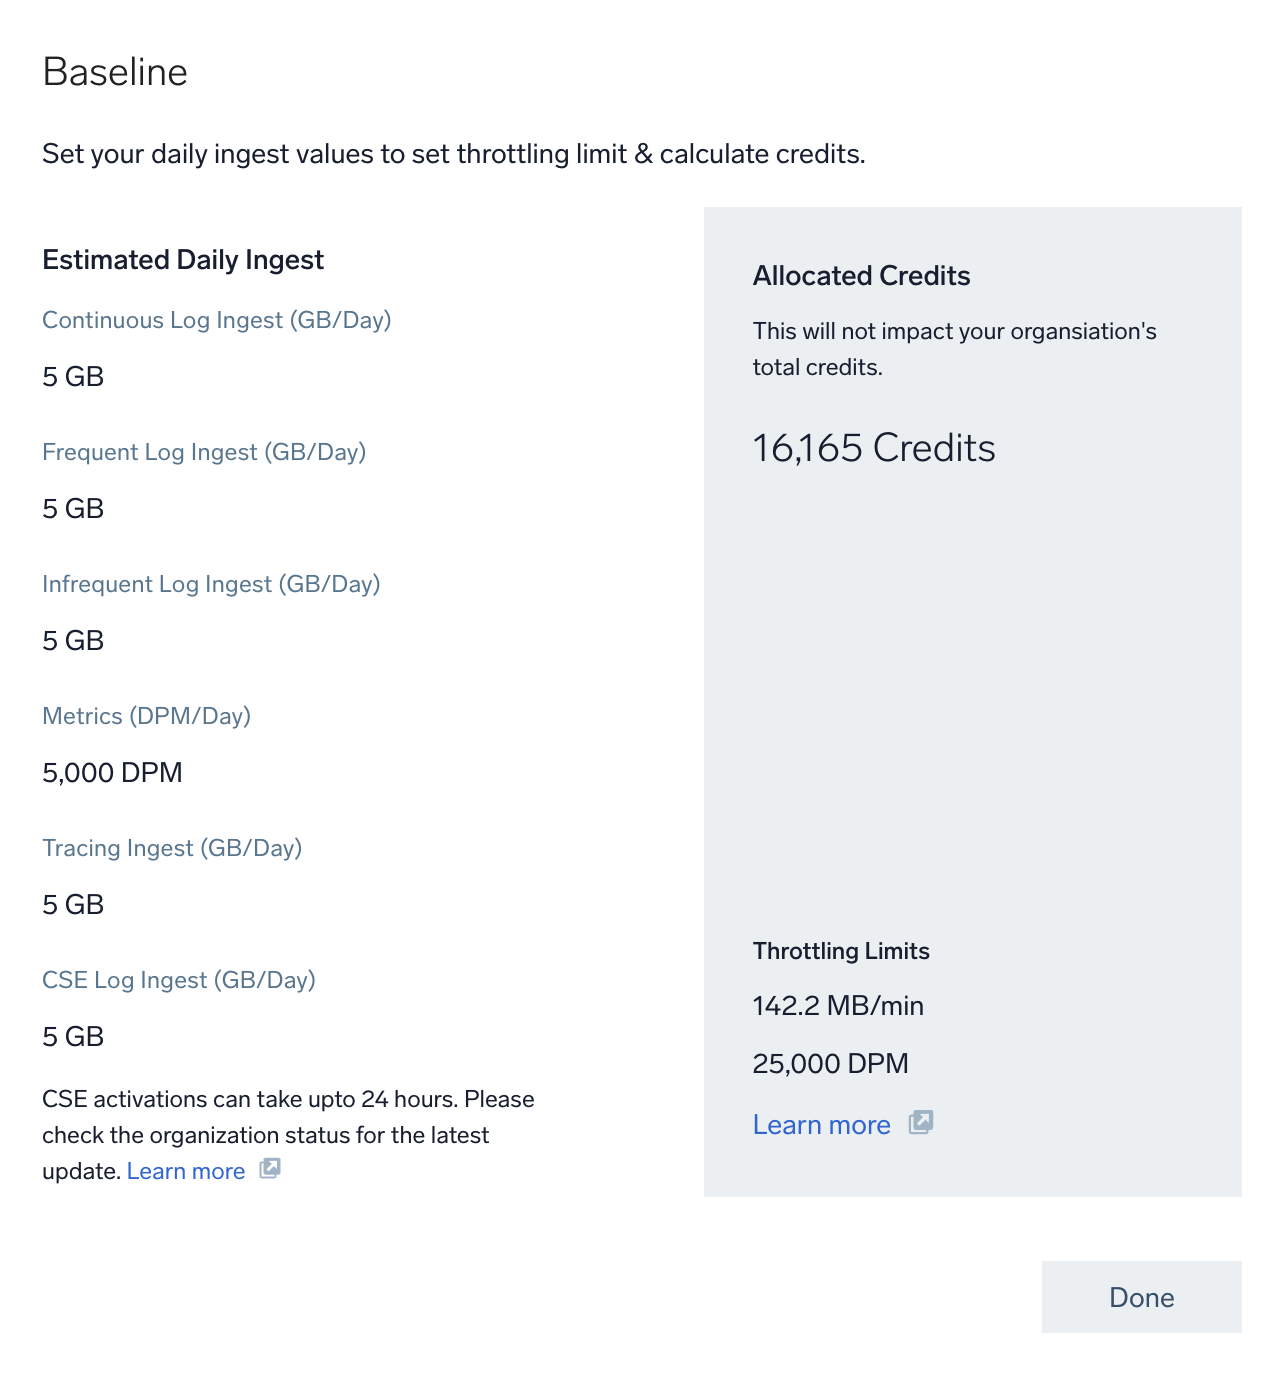 Baseline
Set your daily ingest values to set throttling limit & calculate credits.
Estimated Daily Ingest
Continuous Log Ingest (GB/Day)
5 GB
Frequent Log Ingest (GB/Day)
5 GB
Infrequent Log Ingest (GB/Day)
5 GB
Metrics (DPM/Day)
5,000 DPM
Tracing Ingest (GB/Day)
5 GB
CSE Log Ingest (GB/Day)
5 GB
CSE activations can take upto 24 hours. Please
check the organization status for the latest
update. Learn more
Allocated Credits
This will not impact your organsiation's
total credits.
16,165 Credits
Throttling Limits
142.2 MB/min
25,000 DPM
Learn more
Done